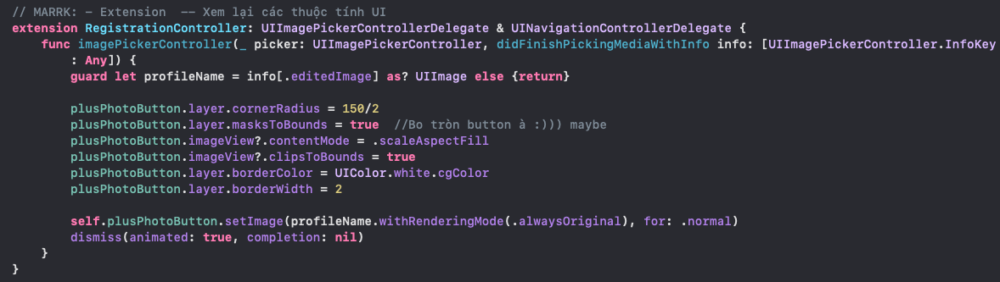 // MARRK: - Extension  -- Xem lại các thuộc tính UI
extension RegistrationController: UIImagePickerControllerDelegate & UINavigationControllerDelegate {
    func imagePickerController(_ picker: UIImagePickerController, didFinishPickingMediaWithInfo info: [UIImagePickerController.InfoKey
        : Any]) {
        guard let profileName = info[.editedImage] as? UIImage else {return}

        plusPhotoButton.layer.cornerRadius = 150/2
        plusPhotoButton.layer.masksToBounds = true  //Bo tròn button à :))) maybe
        plusPhotoButton.imageView?.contentMode = .scaleAspectFill
        plusPhotoButton.imageView?.clipsToBounds = true
        plusPhotoButton.layer.borderColor = UIColor.white.cgColor
        plusPhotoButton.layer.borderWidth = 2

        self.plusPhotoButton.setImage(profileName.withRenderingMode(.alwaysOriginal), for: .normal)
        dismiss(animated: true, completion: nil)
    }
}